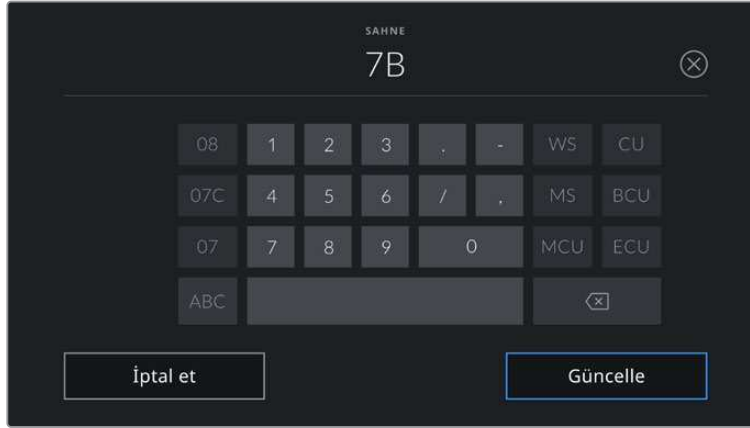 SAHNE
7B
08 1 2 3 . - WS CU
07C 4 5 6 / , MS BCU
07 7 8 9 0 MCU ECU
ABC
İptal et Güncelle